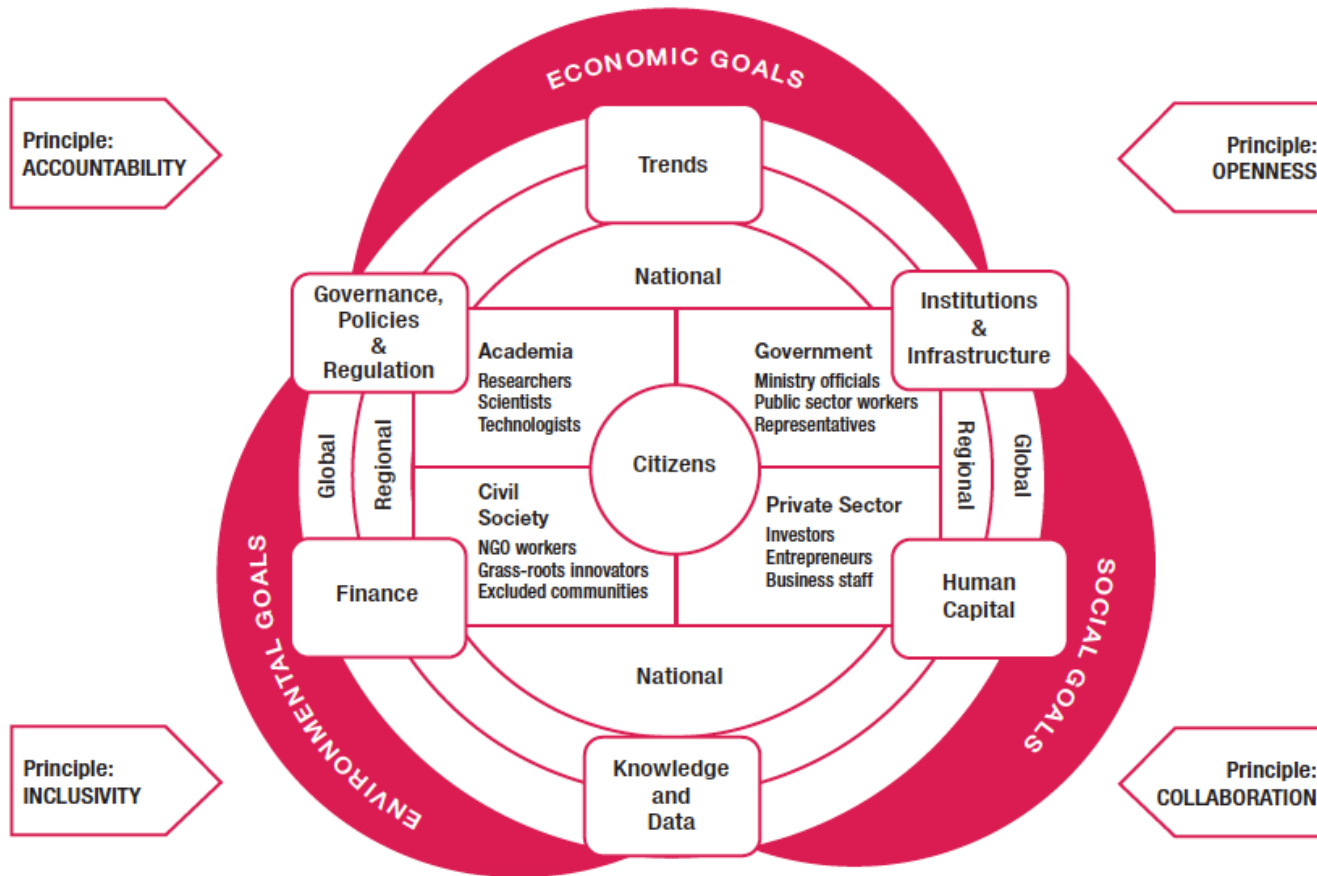 ECONOMIC GOALS
Principle:
ACCOUNTABILITY
Principle:
OPENNESS
Trends
National
Governance,
Policies
&
Regulation
Institutions
&
Infrastructure
Academia
Researchers
Scientists
Technologists
Government
Ministry officials
Public sector workers
Representatives
Citizens
Global
Regional
Regional
Global
Civil
Society
NGO workers
Grass-roots innovators
Excluded communities
Private Sector
Investors
Entrepreneurs
Business staff
Finance
Human
Capital
ENVIRONMENTAL GOALS
SOCIAL GOALS
National
Knowledge
and
Data
Principle:
INCLUSIVITY
Principle:
COLLABORATION